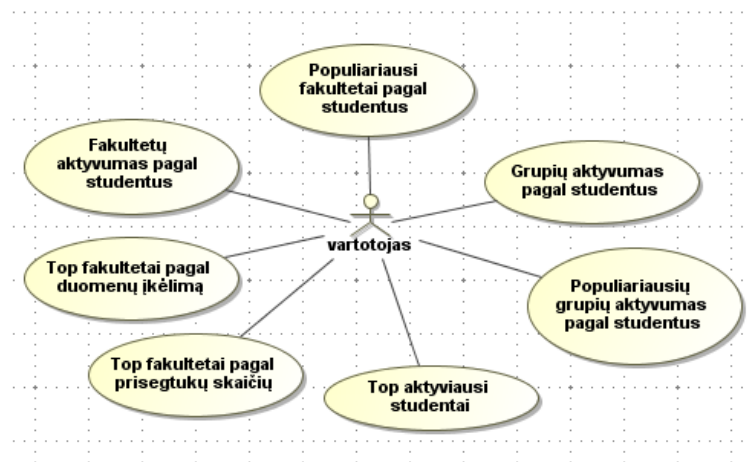 Populiariausi
fakultetai pagal
studentus
Fakultetų
aktyvumas pagal
studentus
Grupių aktyvumas
pagal studentus
vartotojas
Top fakultetai pagal
duomenų įkėlimą
Populiariausių
grupių aktyvumas
pagal studentus
Top fakultetai pagal
prisegtukų skaičių
Top aktyviausi
studentai